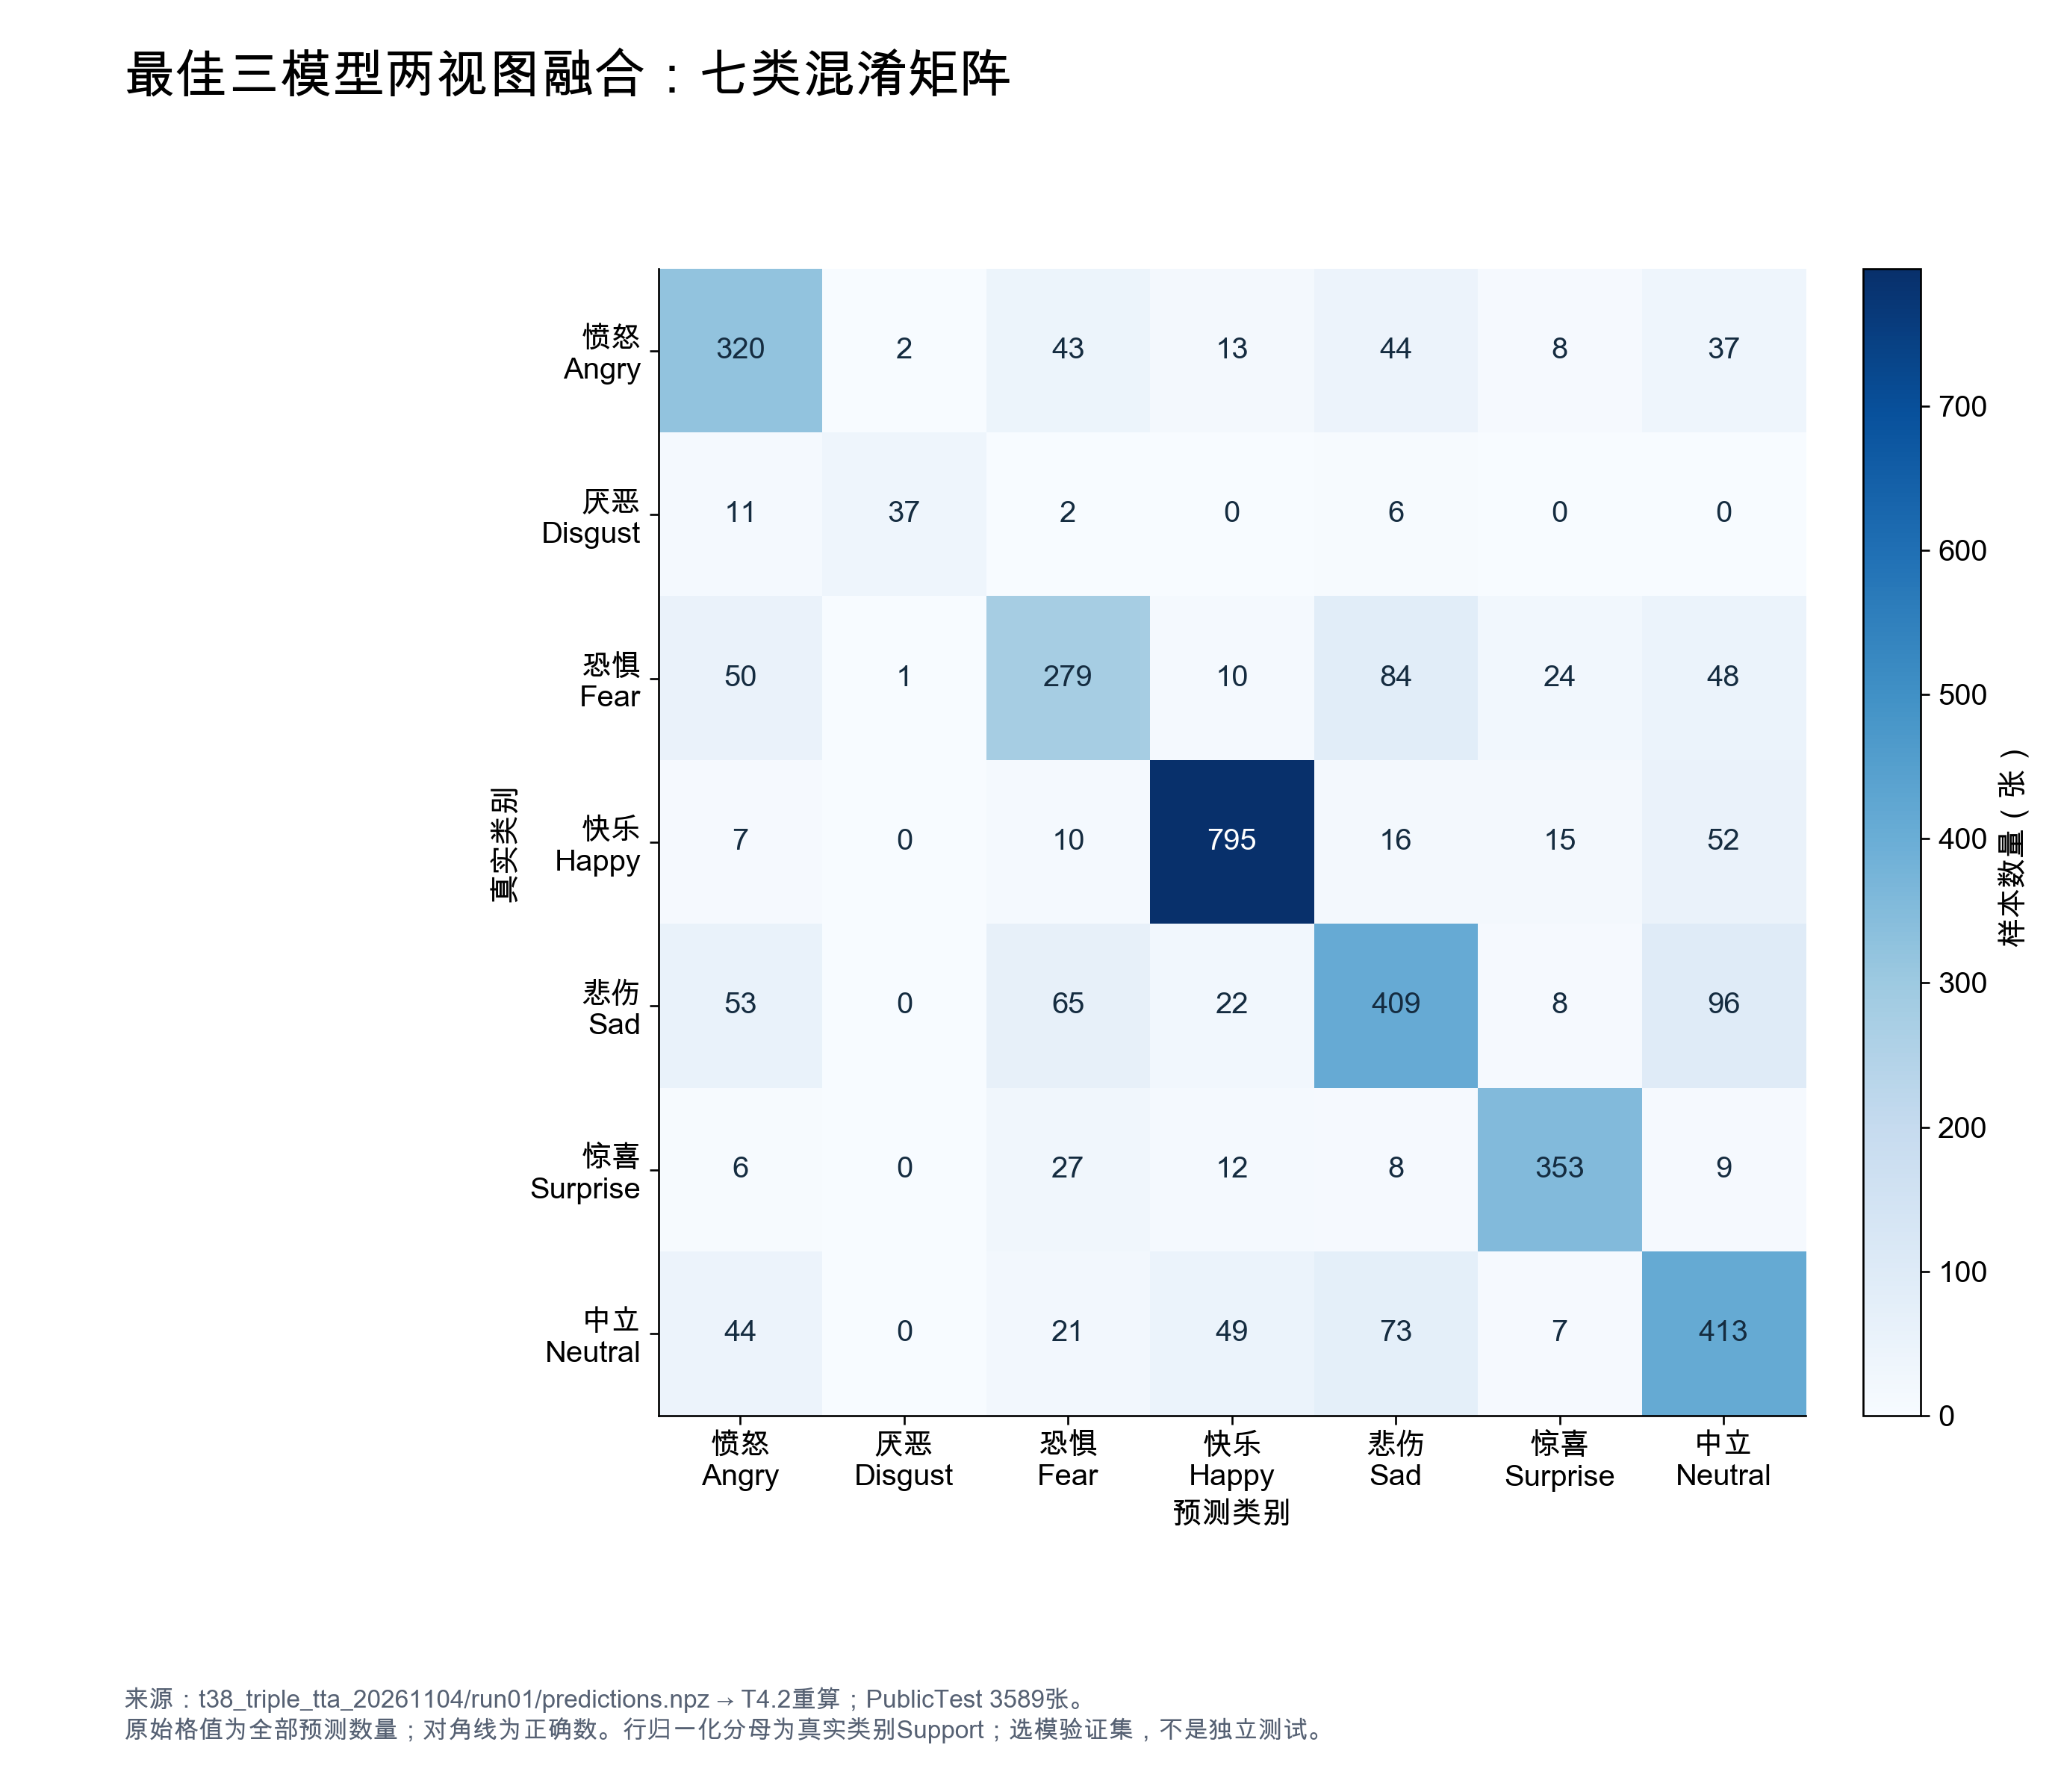 最佳三模型两视图融合：七类混淆矩阵
愤怒
Angry
320 2 43 13 44 8 37
厌恶
Disgust
11 37 2 0 6 0 0
恐惧
Fear
50 1 279 10 84 24 48
快乐
Happy
7 0 10 795 16 15 52
悲伤
Sad
53 0 65 22 409 8 96
惊喜
Surprise
6 0 27 12 8 353 9
中立
Neutral
44 0 21 49 73 7 413
真实类别
愤怒 厌恶 恐惧 快乐 悲伤 惊喜 中立
Angry Disgust Fear Happy Sad Surprise Neutral
预测类别
700
600
500
400
300
200
100
0
样本数量（张）
来源：t38_triple_tta_20261104/run01/predictions.npz→T4.2重算；PublicTest 3589张。
原始格值为全部预测数量；对角线为正确数。行归一化分母为真实类别Support；选模验证集，不是独立测试。